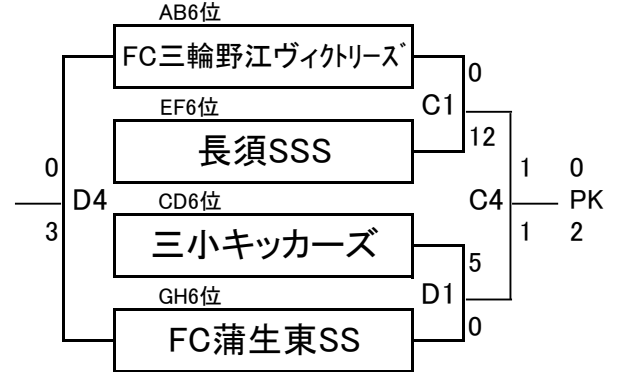 AB6位
FC三輪野江ヴィクトリーズ
0
EF6位
C1
長須SSS
12
0
1
0
D4
CD6位
C4
PK
3
1
2
三小キッカーズ
5
GH6位
D1
FC蒲生東SS
0